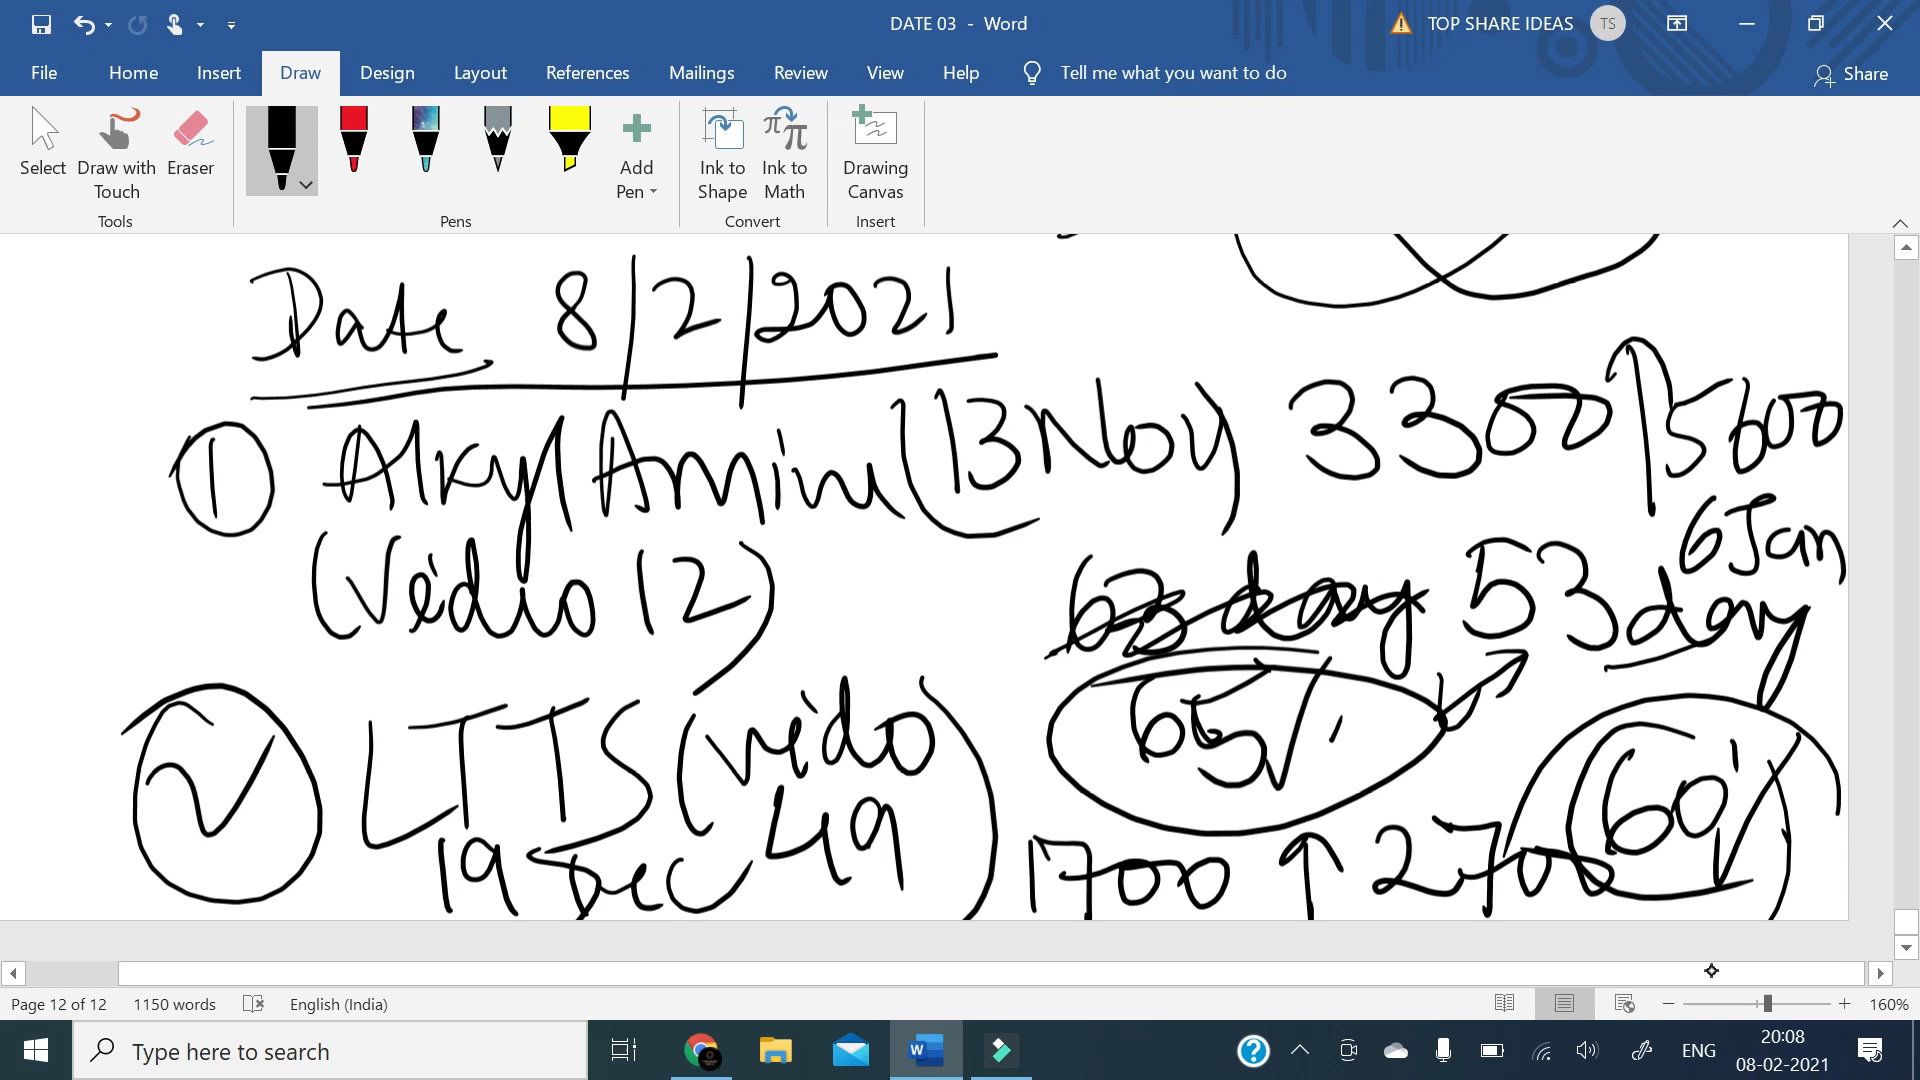 DATE 03 - Word
TOP SHARE IDEAS TS
File Home Insert Draw Design Layout References Mailings Review View Help Tell me what you want to do Share
Select Draw with Touch Eraser Add Pen Ink to Shape Ink to Math Drawing Canvas
Tools Pens Convert Insert
Date 8/2/2021
1 Alkyl Amine (13 Nov) 3300 ↑ 5600
6 Jan
(Vedio 12) 63 day 53 day
65%
2 LTTS (vedio 49) 60%
19 Dec 1700 ↑ 2700
Page 12 of 12 1150 words English (India) 160%
Type here to search
ENG 20:08
08-02-2021